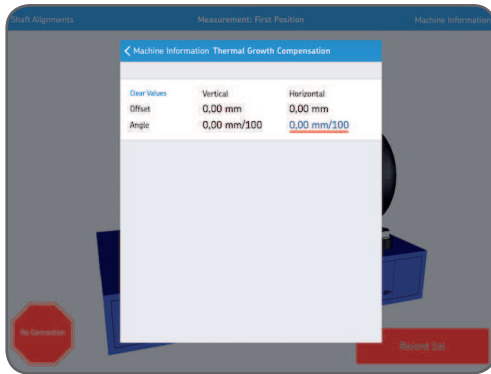 Shaft Alignments Measurement: First Position Machine Information
Machine Information Thermal Growth Compensation
Clear Values Vertical Horizontal
Offset 0,00 mm 0,00 mm
Angle 0,00 mm/100 0,00 mm/100
No Connection
Record 1st